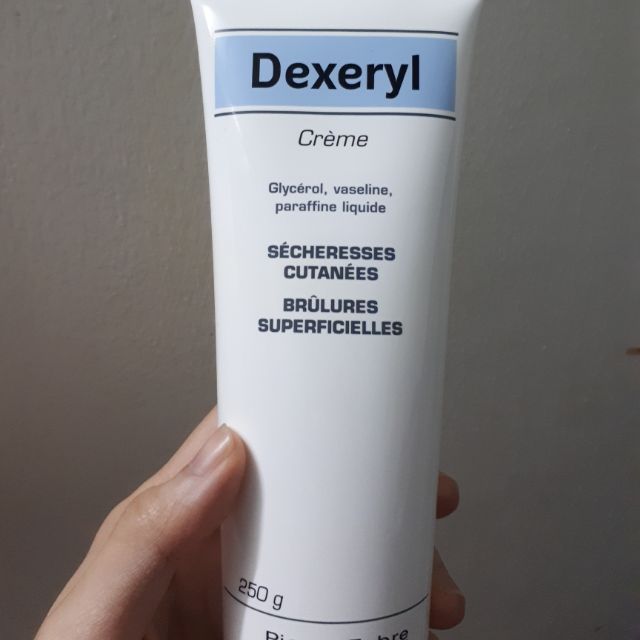 Dexeryl
Crème
Glycérol, vaseline,
paraffine liquide
SÉCHERESSES
CUTANÉES
BRÛLURES
SUPERFICIELLES
250 g